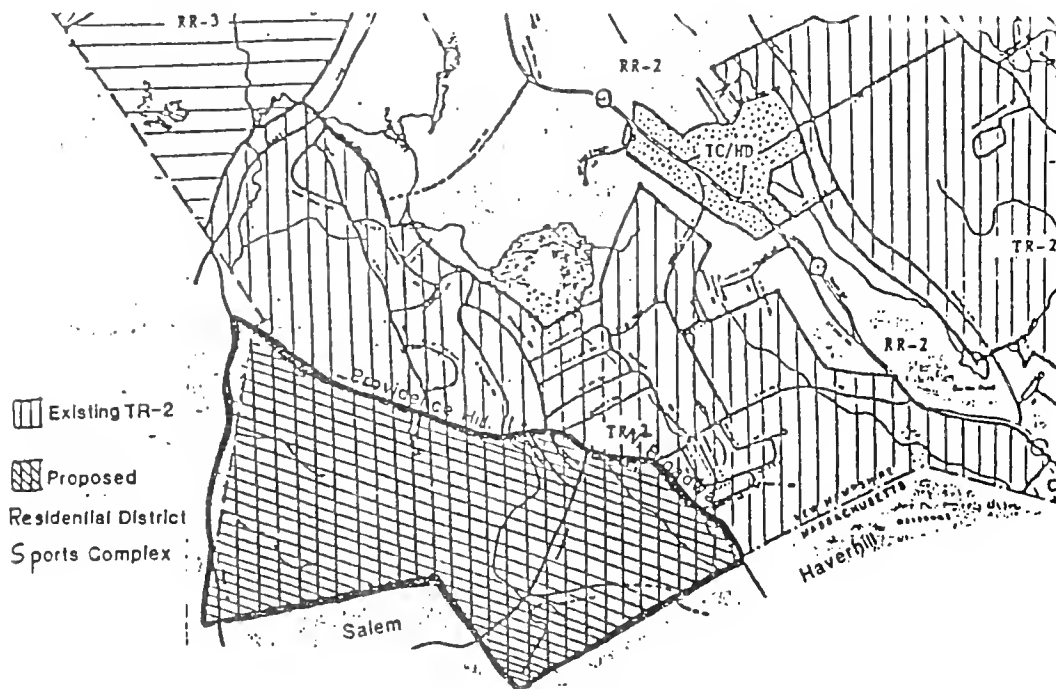 RR-3
RR-2
TC/HD
TR-2
RR-2
Existing TR-2
Providence Hill
TR-2
Proposed
Residential District
Sports Complex
NEW HAMPSHIRE
MASSACHUSETTS
Haverhill
Salem